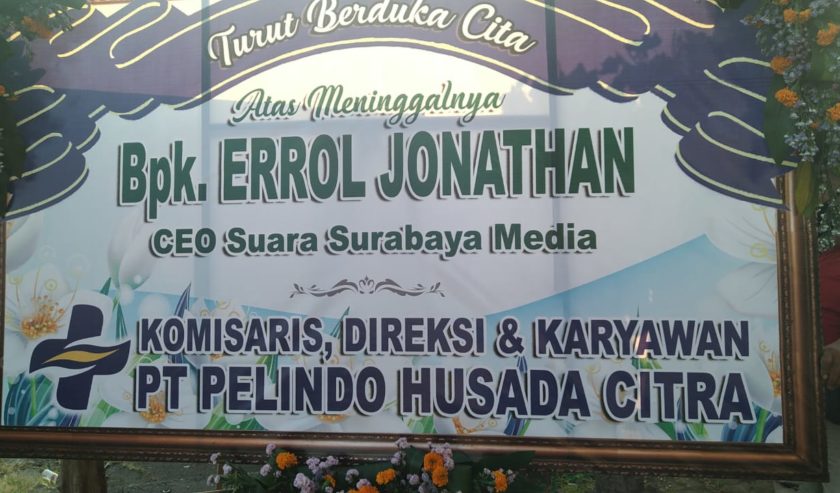 Turut Berduka Cita
Atas Meninggalnya
Bpk. ERROL JONATHAN
CEO Suara Surabaya Media
KOMISARIS, DIREKSI & KARYAWAN
PT PELINDO HUSADA CITRA